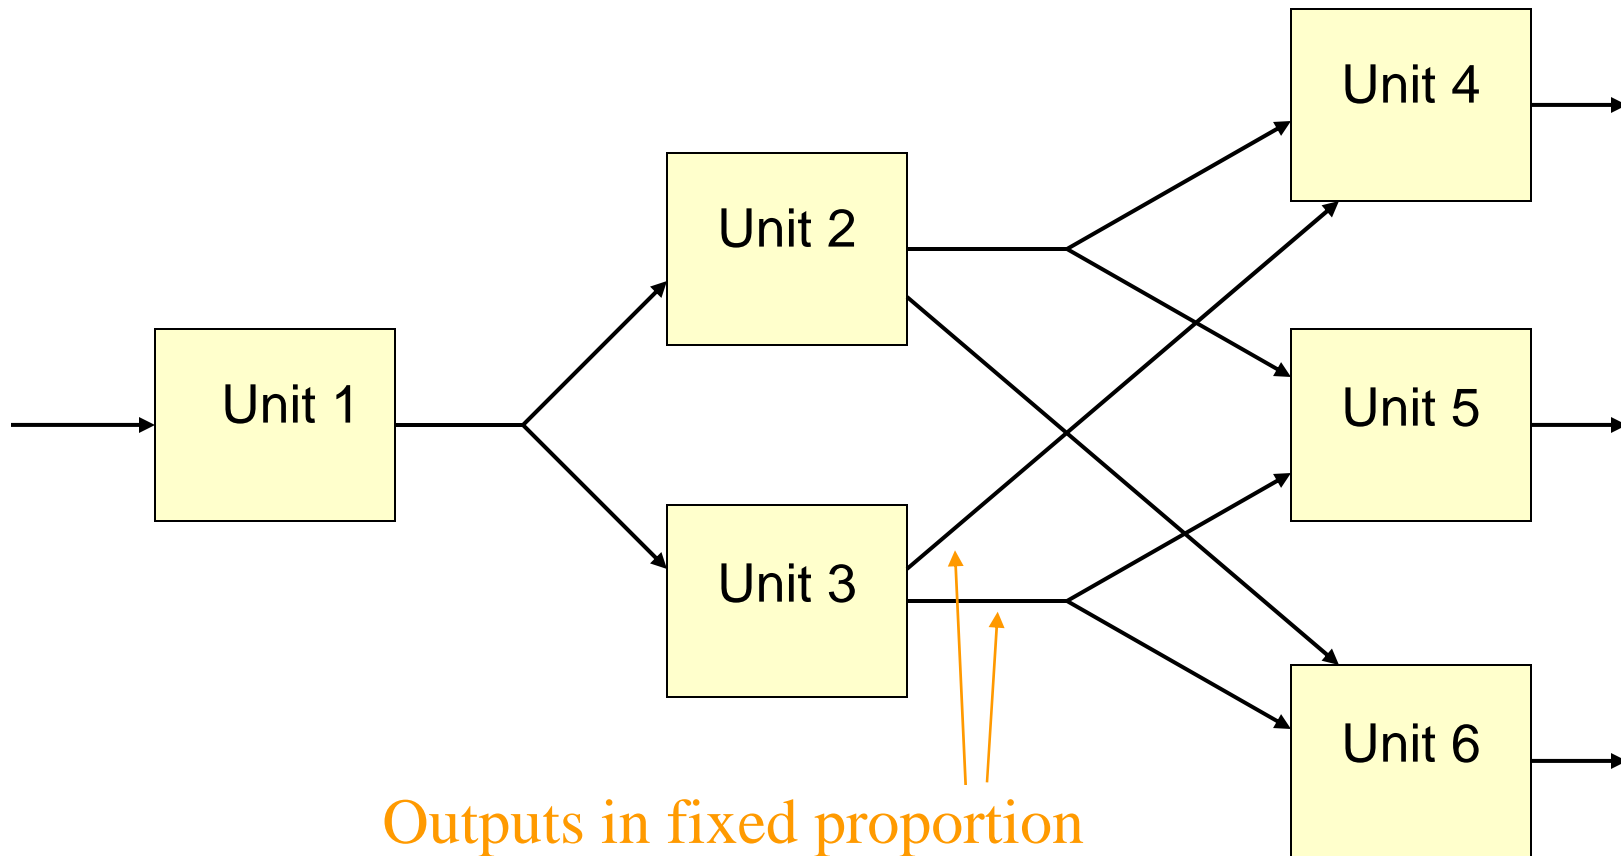 Unit 4
Unit 2
Unit 1
Unit 5
Unit 3
Unit 6
Outputs in fixed proportion